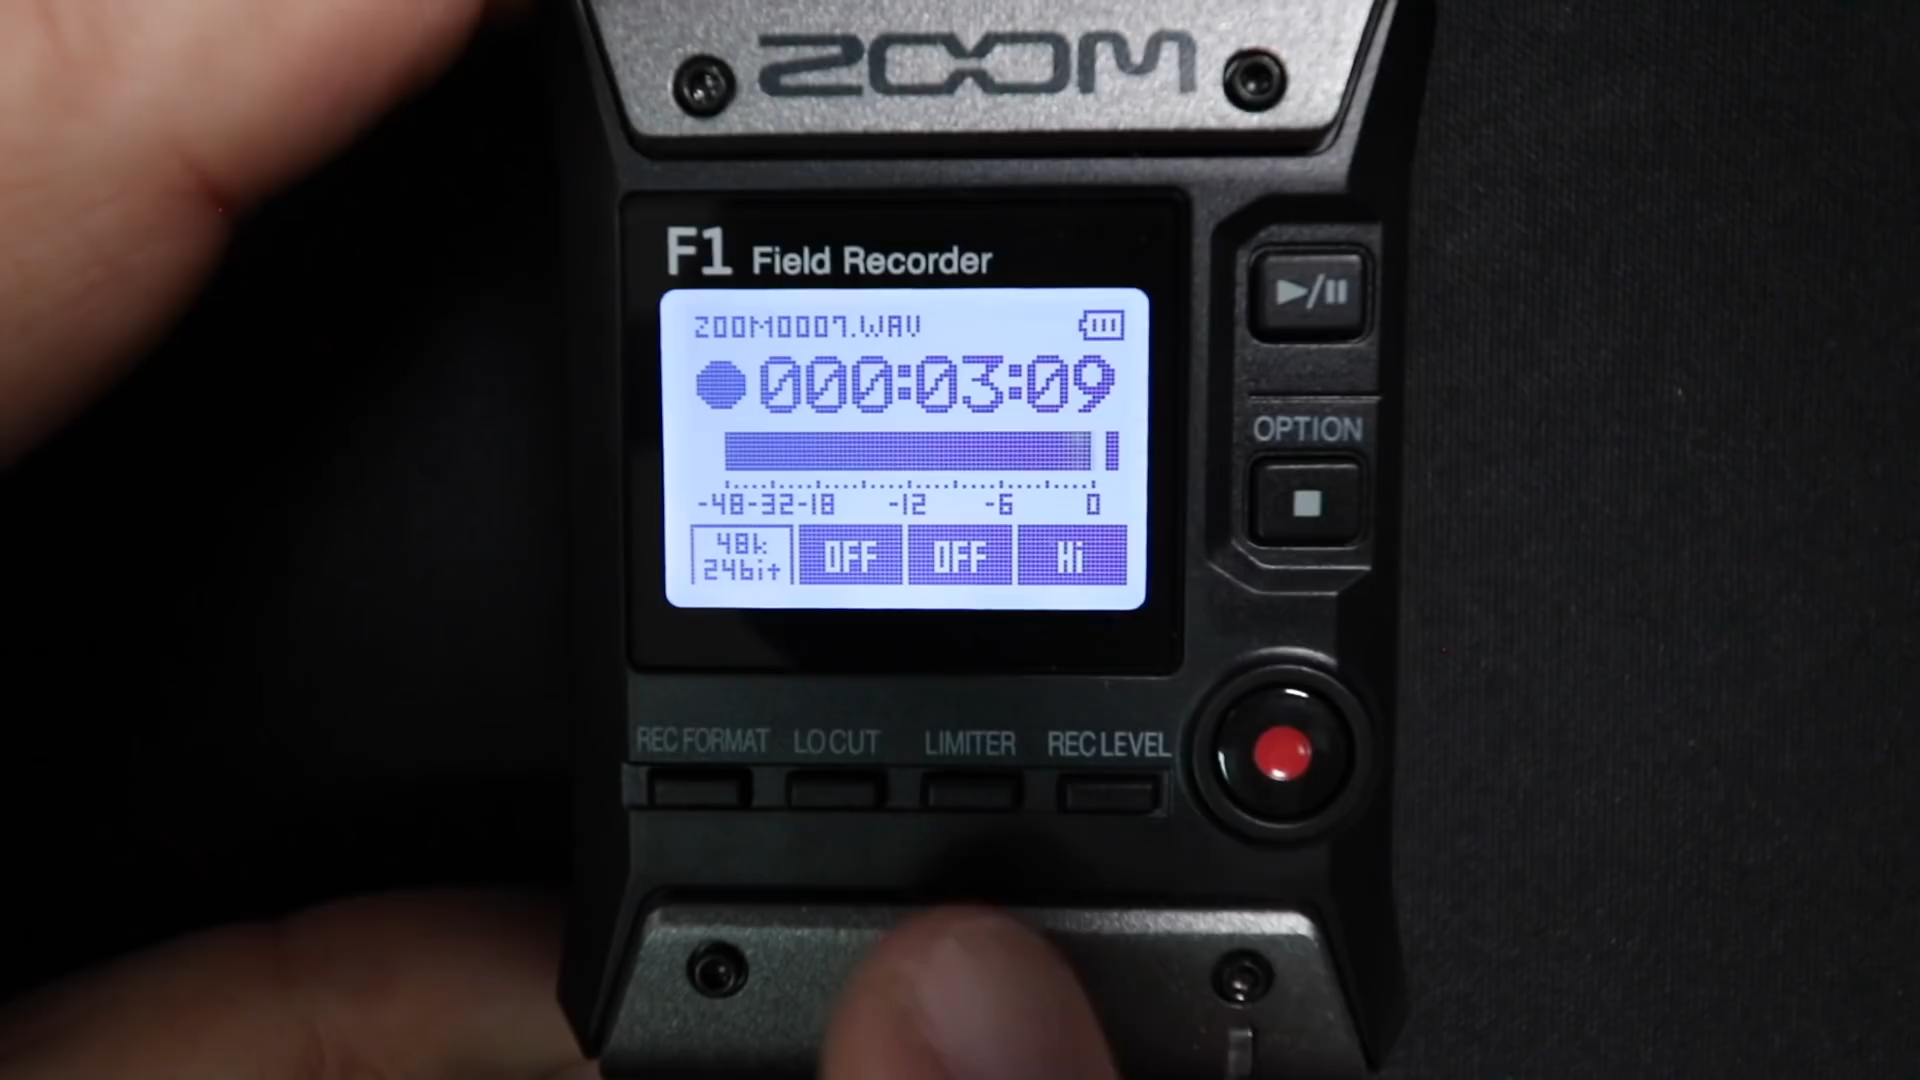 ZOOM
F1 Field Recorder
ZOOM0007.WAV
000:03:09
-48-32-18 -12 -6 0
48k 24bit OFF OFF Hi
OPTION
REC FORMAT LO CUT LIMITER REC LEVEL